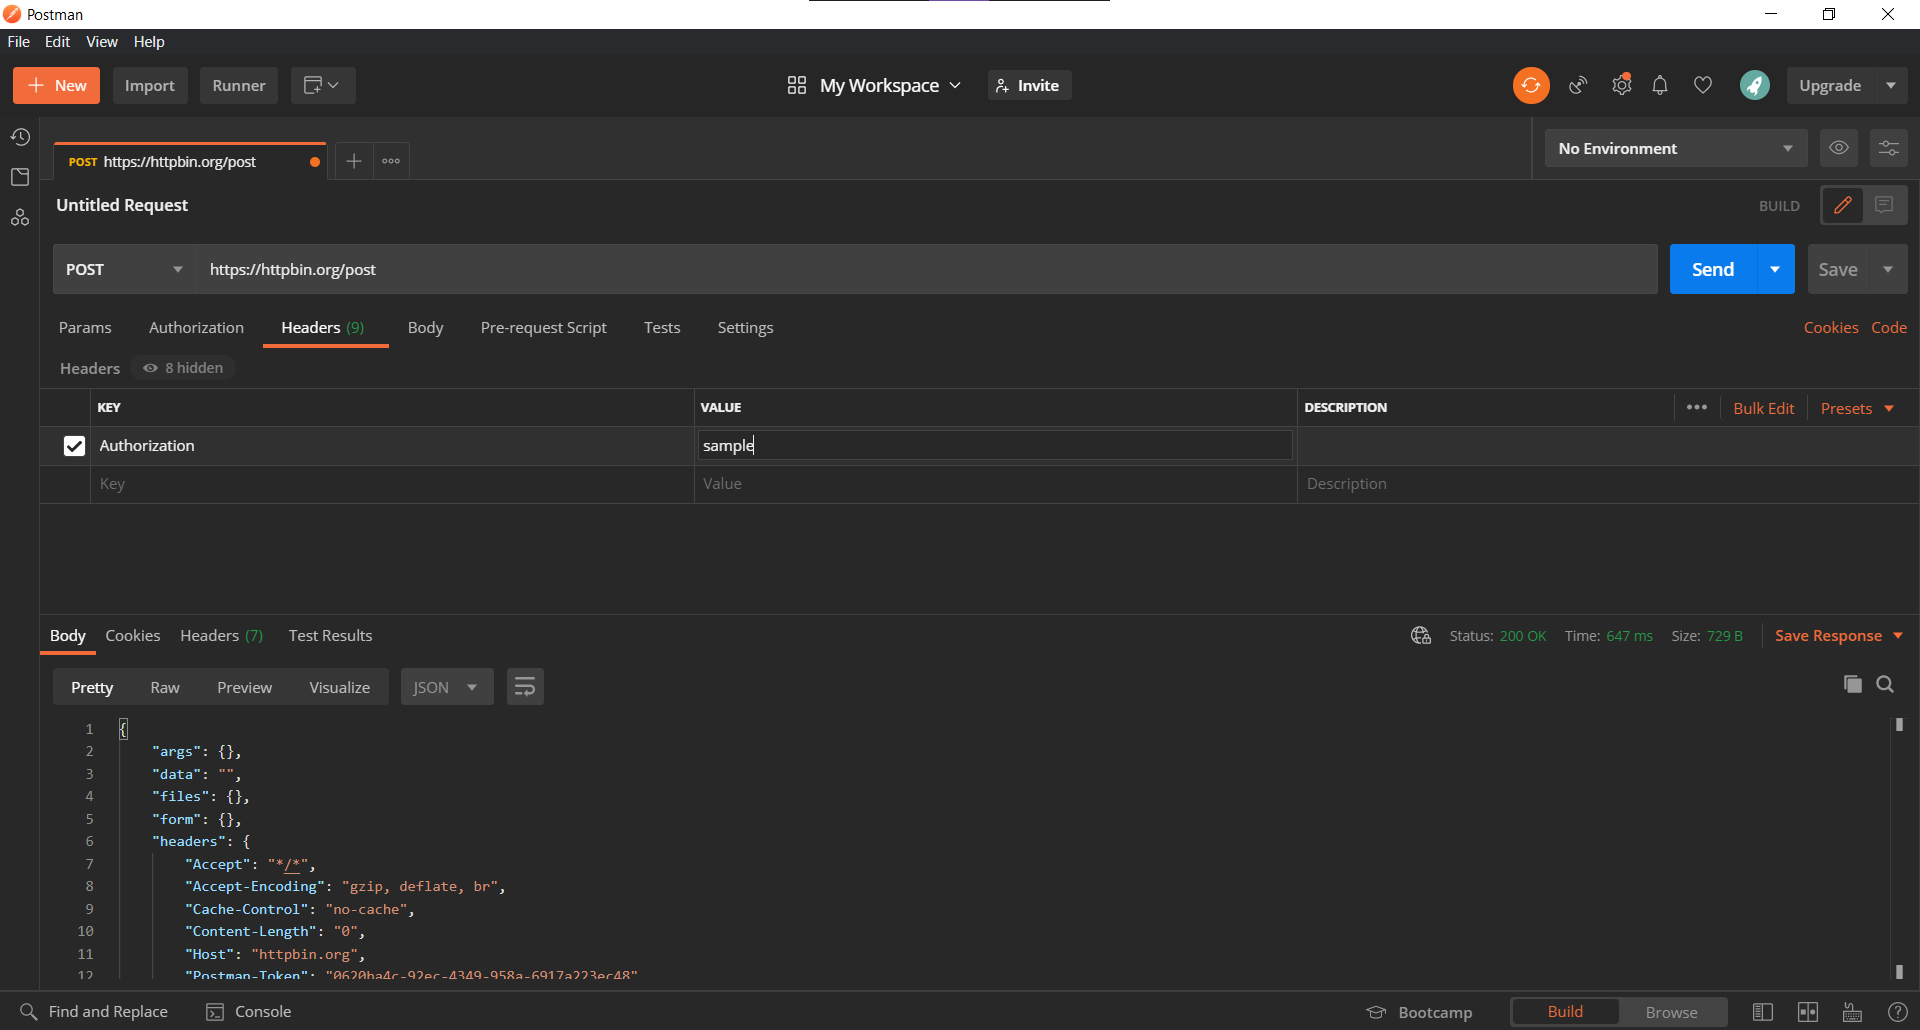 Postman
File Edit View Help
+ New Import Runner My Workspace Invite Upgrade
POST https://httpbin.org/post No Environment
Untitled Request BUILD
POST https://httpbin.org/post Send Save
Params Authorization Headers (9) Body Pre-request Script Tests Settings Cookies Code
Headers 8 hidden
KEY VALUE DESCRIPTION Bulk Edit Presets
Authorization sample
Key Value Description
Body Cookies Headers (7) Test Results Status: 200 OK Time: 647 ms Size: 729 B Save Response
Pretty Raw Preview Visualize JSON
1 {
2 "args": {},
3 "data": "",
4 "files": {},
5 "form": {},
6 "headers": {
7 "Accept": "*/*",
8 "Accept-Encoding": "gzip, deflate, br",
9 "Cache-Control": "no-cache",
10 "Content-Length": "0",
11 "Host": "httpbin.org",
12 "Postman-Token": "0620ba4c-92ec-4349-958a-6917a223ec48"
Find and Replace Console Bootcamp Build Browse